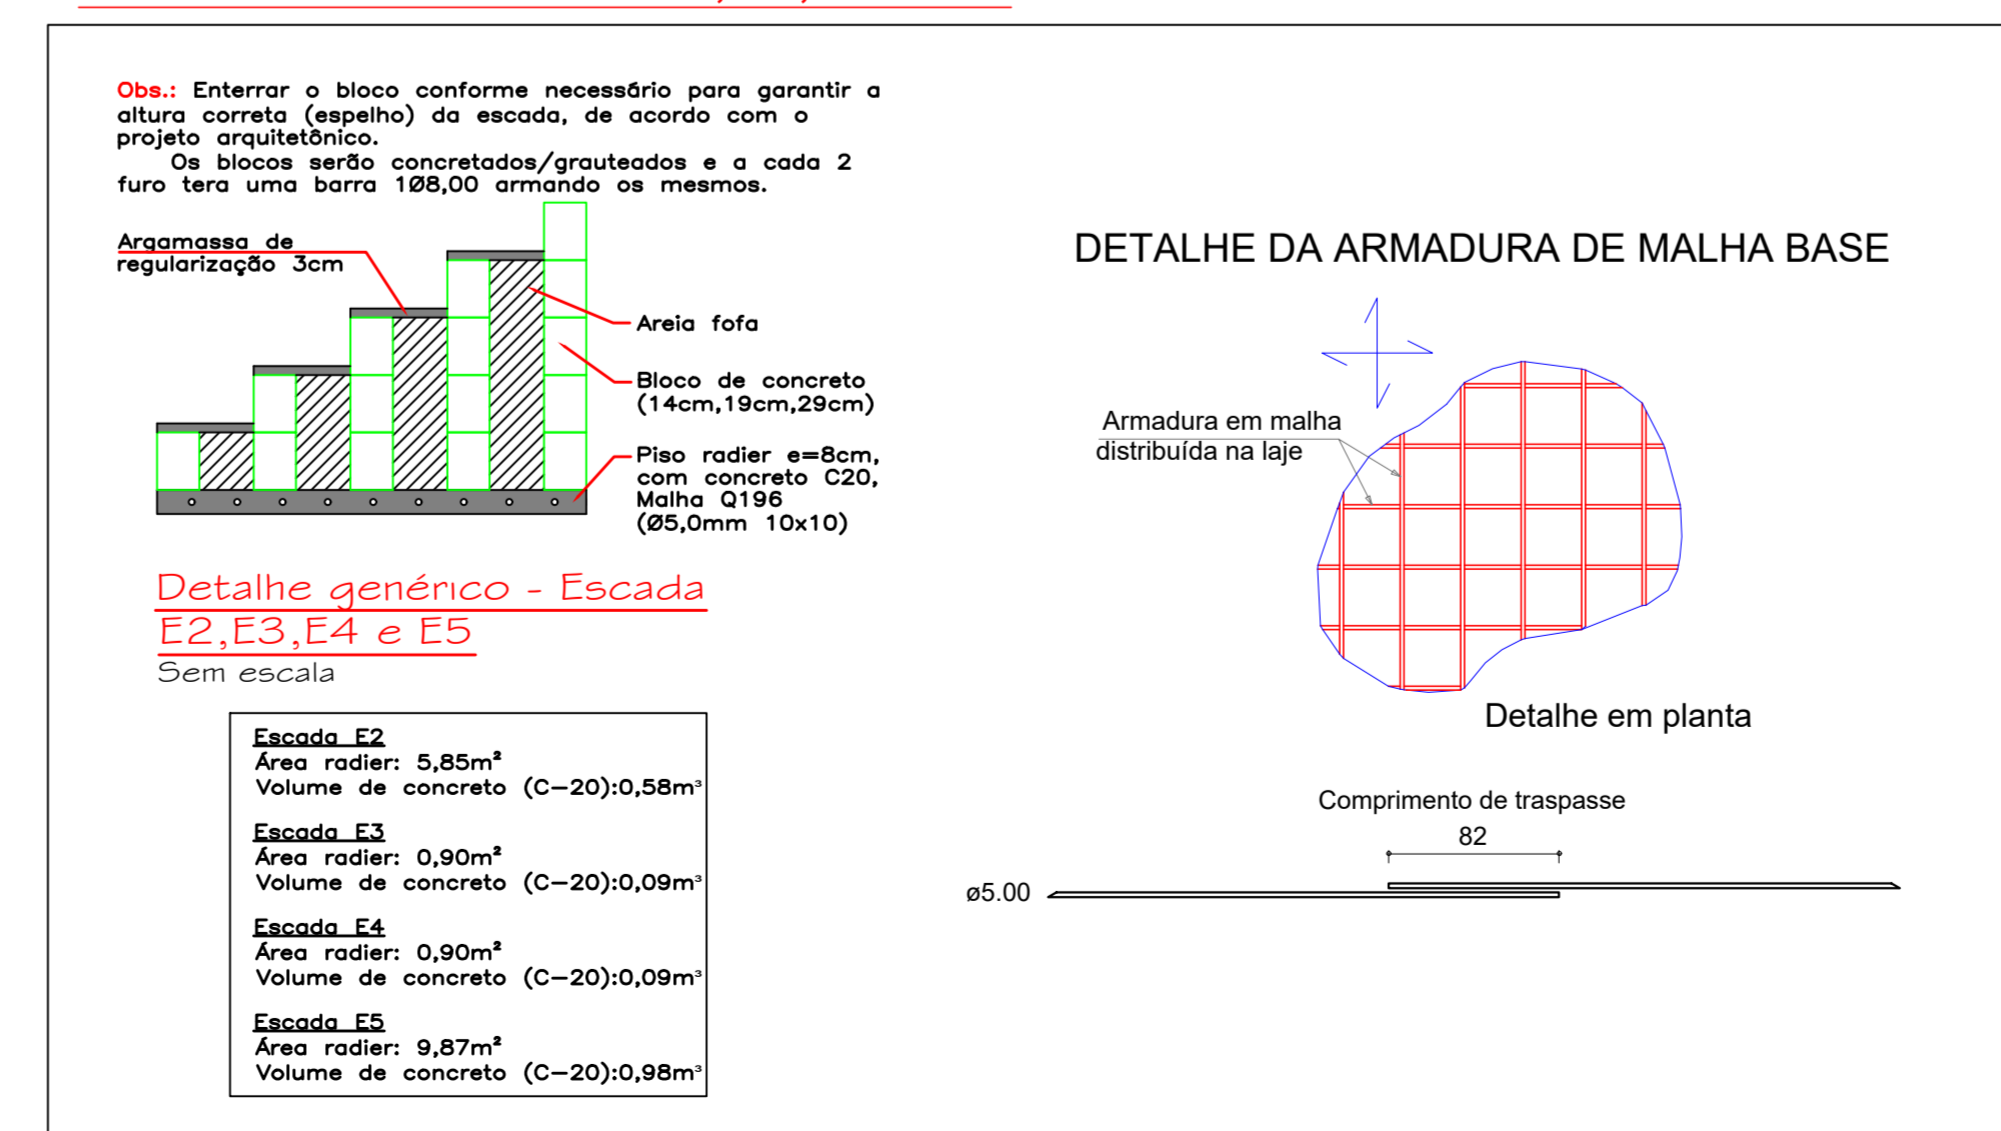 Obs.: Enterrar o bloco conforme necessário para garantir a
altura correta (espelho) da escada, de acordo com o
projeto arquitetônico.
Os blocos serão concretados/grauteados e a cada 2
furo tera uma barra 1Ø8,00 armando os mesmos.
Argamassa de
regularização 3cm
Areia fofa
Bloco de concreto
(14cm,19cm,29cm)
Piso radier e=8cm,
com concreto C20,
Malha Q196
(Ø5,0mm 10x10)
Detalhe genérico - Escada
E2,E3,E4 e E5
Sem escala
Escada E2
Área radier: 5,85m²
Volume de concreto (C-20):0,58m³
Escada E3
Área radier: 0,90m²
Volume de concreto (C-20):0,09m³
Escada E4
Área radier: 0,90m²
Volume de concreto (C-20):0,09m³
Escada E5
Área radier: 9,87m²
Volume de concreto (C-20):0,98m³
DETALHE DA ARMADURA DE MALHA BASE
Armadura em malha
distribuída na laje
Detalhe em planta
Comprimento de traspasse
82
ø5.00